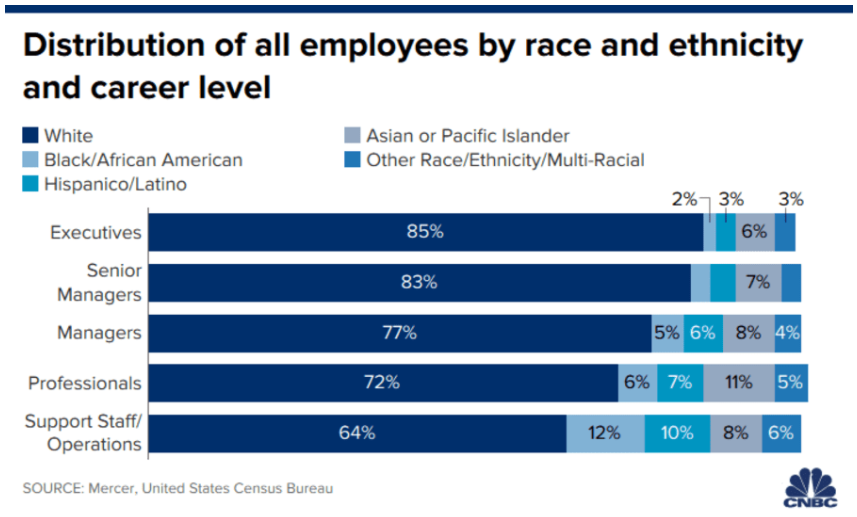 Distribution of all employees by race and ethnicity
and career level
White
Asian or Pacific Islander
Black/African American
Other Race/Ethnicity/Multi-Racial
Hispanico/Latino
2% 3% 3%
Executives 85% 6%
Senior
Managers 83% 7%
Managers 77% 5% 6% 8% 4%
Professionals 72% 6% 7% 11% 5%
Support Staff/
Operations 64% 12% 10% 8% 6%
SOURCE: Mercer, United States Census Bureau
CNBC